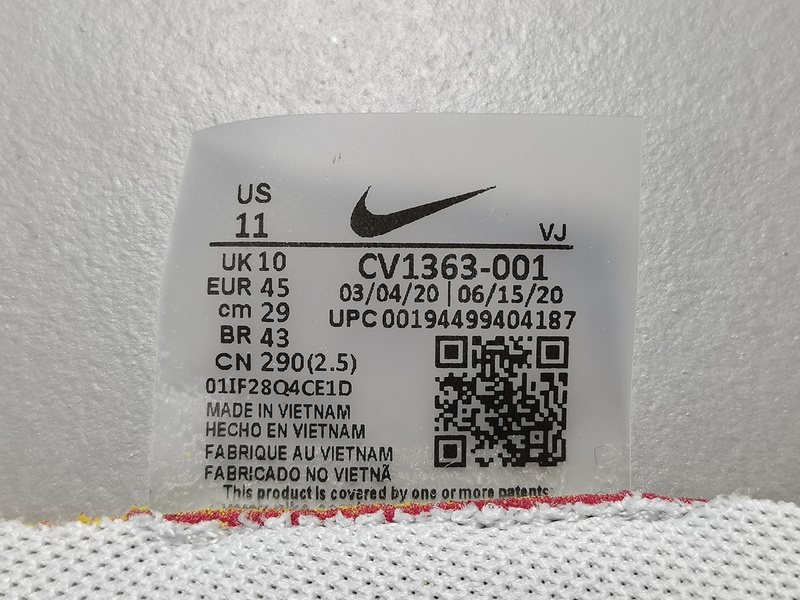 US
11
VJ
UK 10
EUR 45
cm 29
BR 43
CN 290(2.5)
CV1363-001
03/04/20 | 06/15/20
UPC 00194499404187
01IF28Q4CE1D
MADE IN VIETNAM
HECHO EN VIETNAM
FABRIQUE AU VIETNAM
FABRICADO NO VIETNÃ
This product is covered by one or more patents